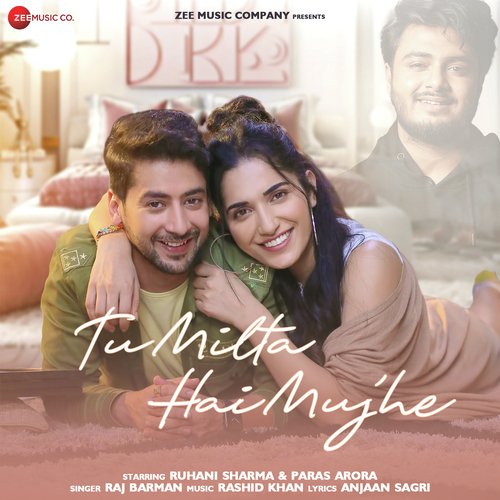 ZEE MUSIC CO.
ZEE MUSIC COMPANY PRESENTS
Tu Milta
Hai Mujhe
STARRING RUHANI SHARMA & PARAS ARORA
SINGER RAJ BARMAN MUSIC RASHID KHAN LYRICS ANJAAN SAGRI